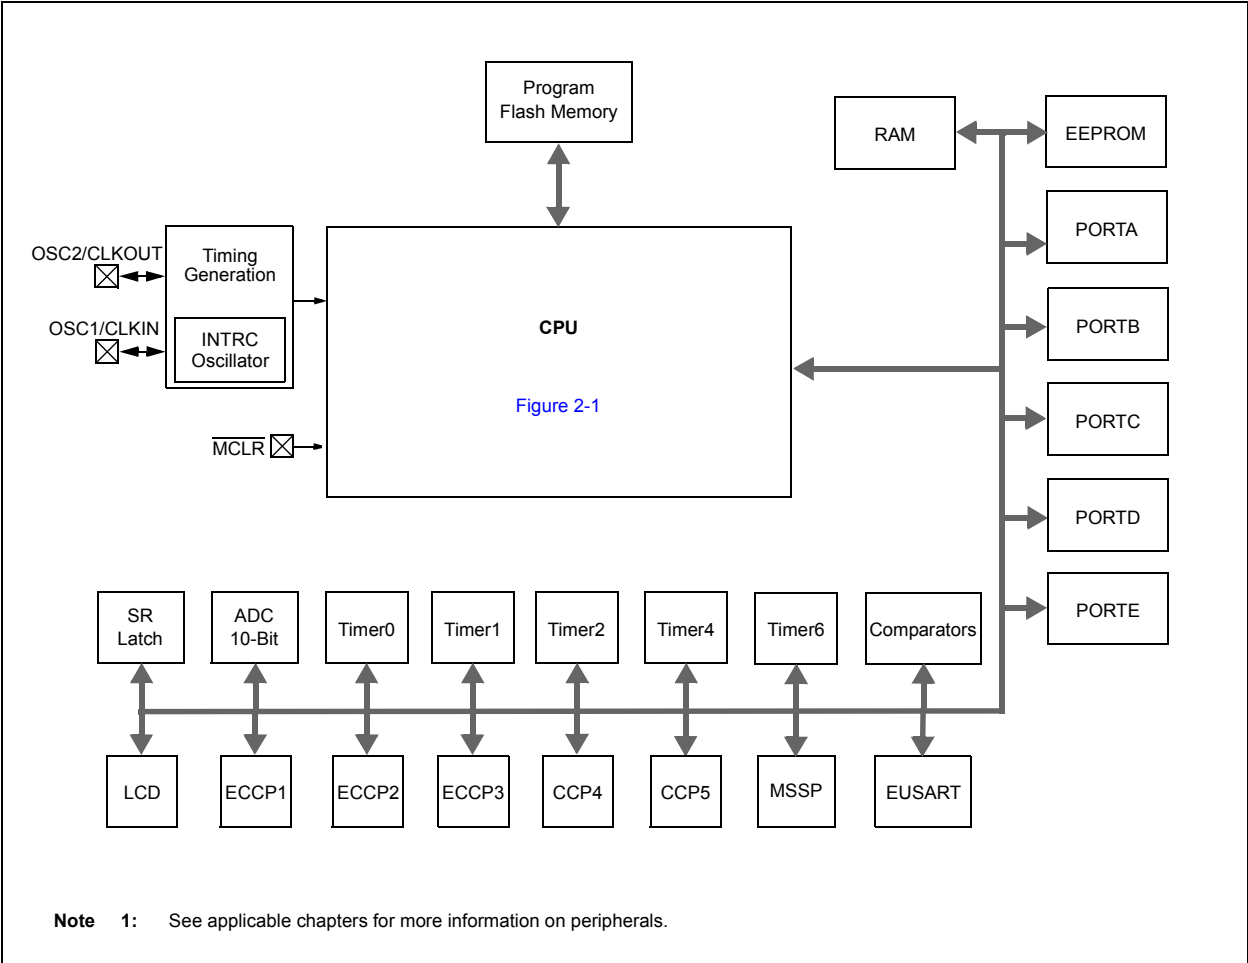 Program
Flash Memory
RAM
EEPROM
PORTA
OSC2/CLKOUT
Timing
Generation
OSC1/CLKIN
INTRC
Oscillator
CPU
PORTB
Figure 2-1
PORTC
MCLR
PORTD
SR
Latch
ADC
10-Bit
Timer0
Timer1
Timer2
Timer4
Timer6
Comparators
PORTE
LCD
ECCP1
ECCP2
ECCP3
CCP4
CCP5
MSSP
EUSART
Note 1: See applicable chapters for more information on peripherals.